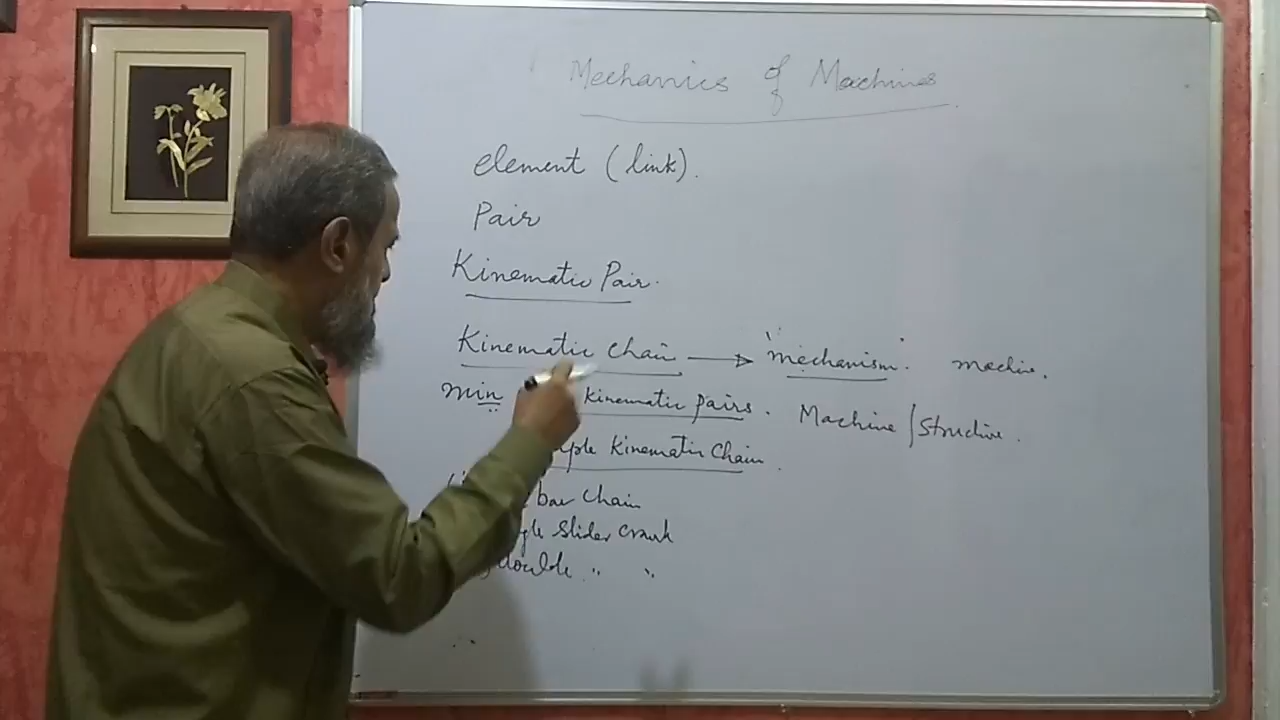 Mechanics of Machines
element (link).
Pair
Kinematic Pair.
Kinematic Chain → "mechanism". machine.
min kinematic pairs. Machine / Structure.
Kinematic Chain.
bar Chain
Slider Crank
double " "